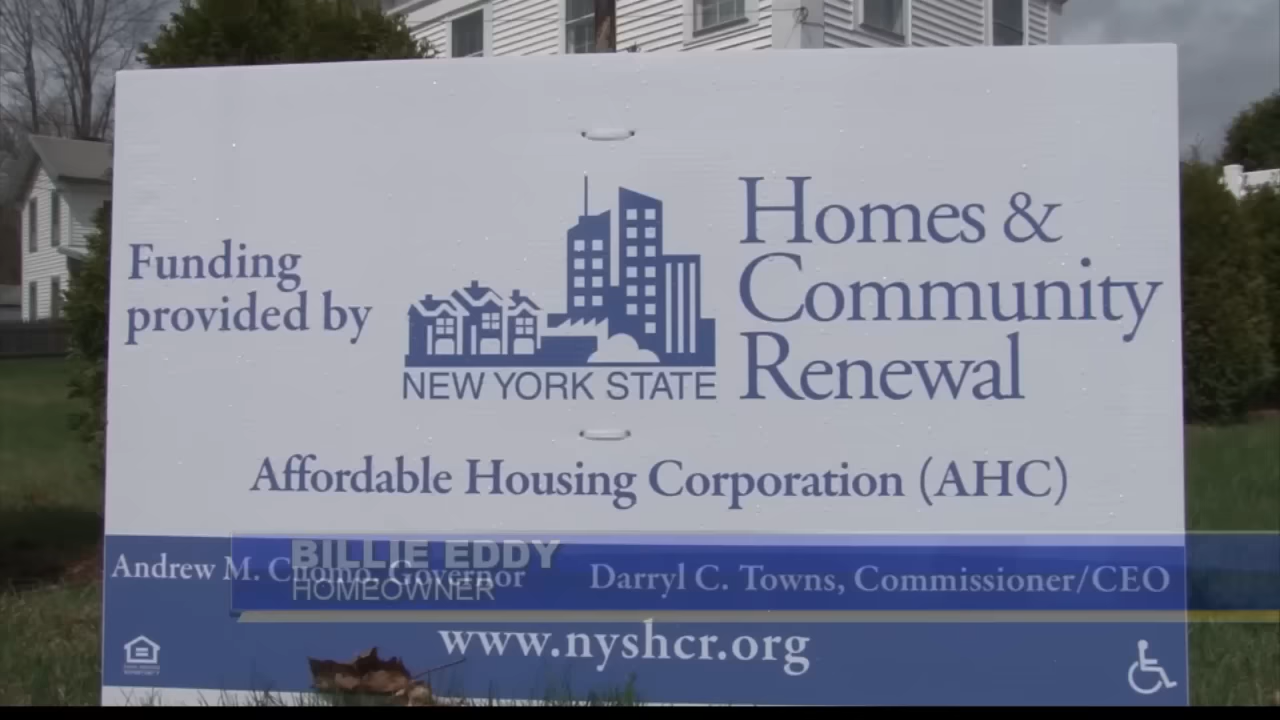 Funding
provided by
NEW YORK STATE
Homes &
Community
Renewal
Affordable Housing Corporation (AHC)
BILLIE EDDY
HOMEOWNER
Andrew M. Cuomo, Governor
Darryl C. Towns, Commissioner/CEO
www.nyshcr.org